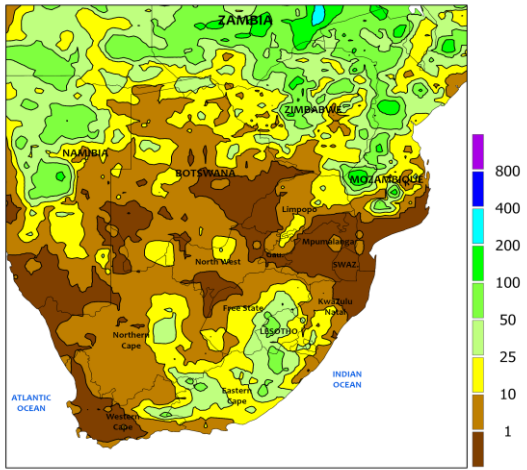 ZAMBIA
ZIMBABWE
NAMIBIA
BOTSWANA
MOZAMBIQUE
Limpopo
Mpumalanga
Gau.
SWAZ.
North West
KwaZulu
Natal
Free State
LESOTHO
Northern
Cape
Eastern
Cape
Western
Cape
ATLANTIC
OCEAN
INDIAN
OCEAN
800
400
200
100
50
25
10
1